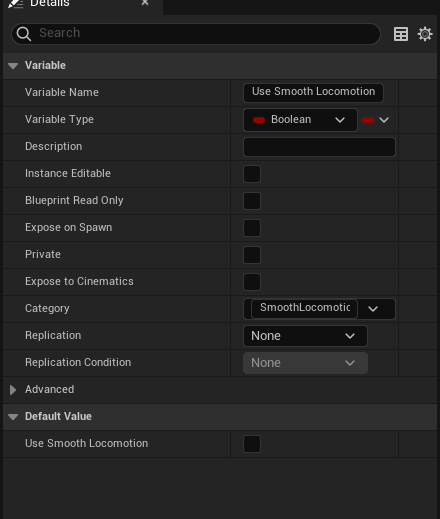 Details
Search
Variable
Variable Name Use Smooth Locomotion
Variable Type Boolean
Description
Instance Editable
Blueprint Read Only
Expose on Spawn
Private
Expose to Cinematics
Category SmoothLocomotic
Replication None
Replication Condition None
Advanced
Default Value
Use Smooth Locomotion